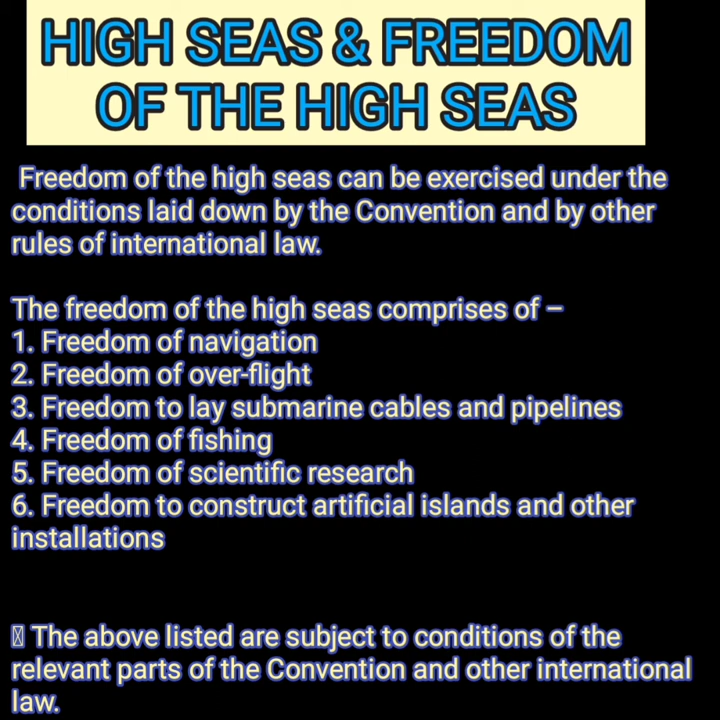 HIGH SEAS & FREEDOM
OF THE HIGH SEAS
Freedom of the high seas can be exercised under the
conditions laid down by the Convention and by other
rules of international law.
The freedom of the high seas comprises of –
1. Freedom of navigation
2. Freedom of over-flight
3. Freedom to lay submarine cables and pipelines
4. Freedom of fishing
5. Freedom of scientific research
6. Freedom to construct artificial islands and other
installations
The above listed are subject to conditions of the
relevant parts of the Convention and other international
law.